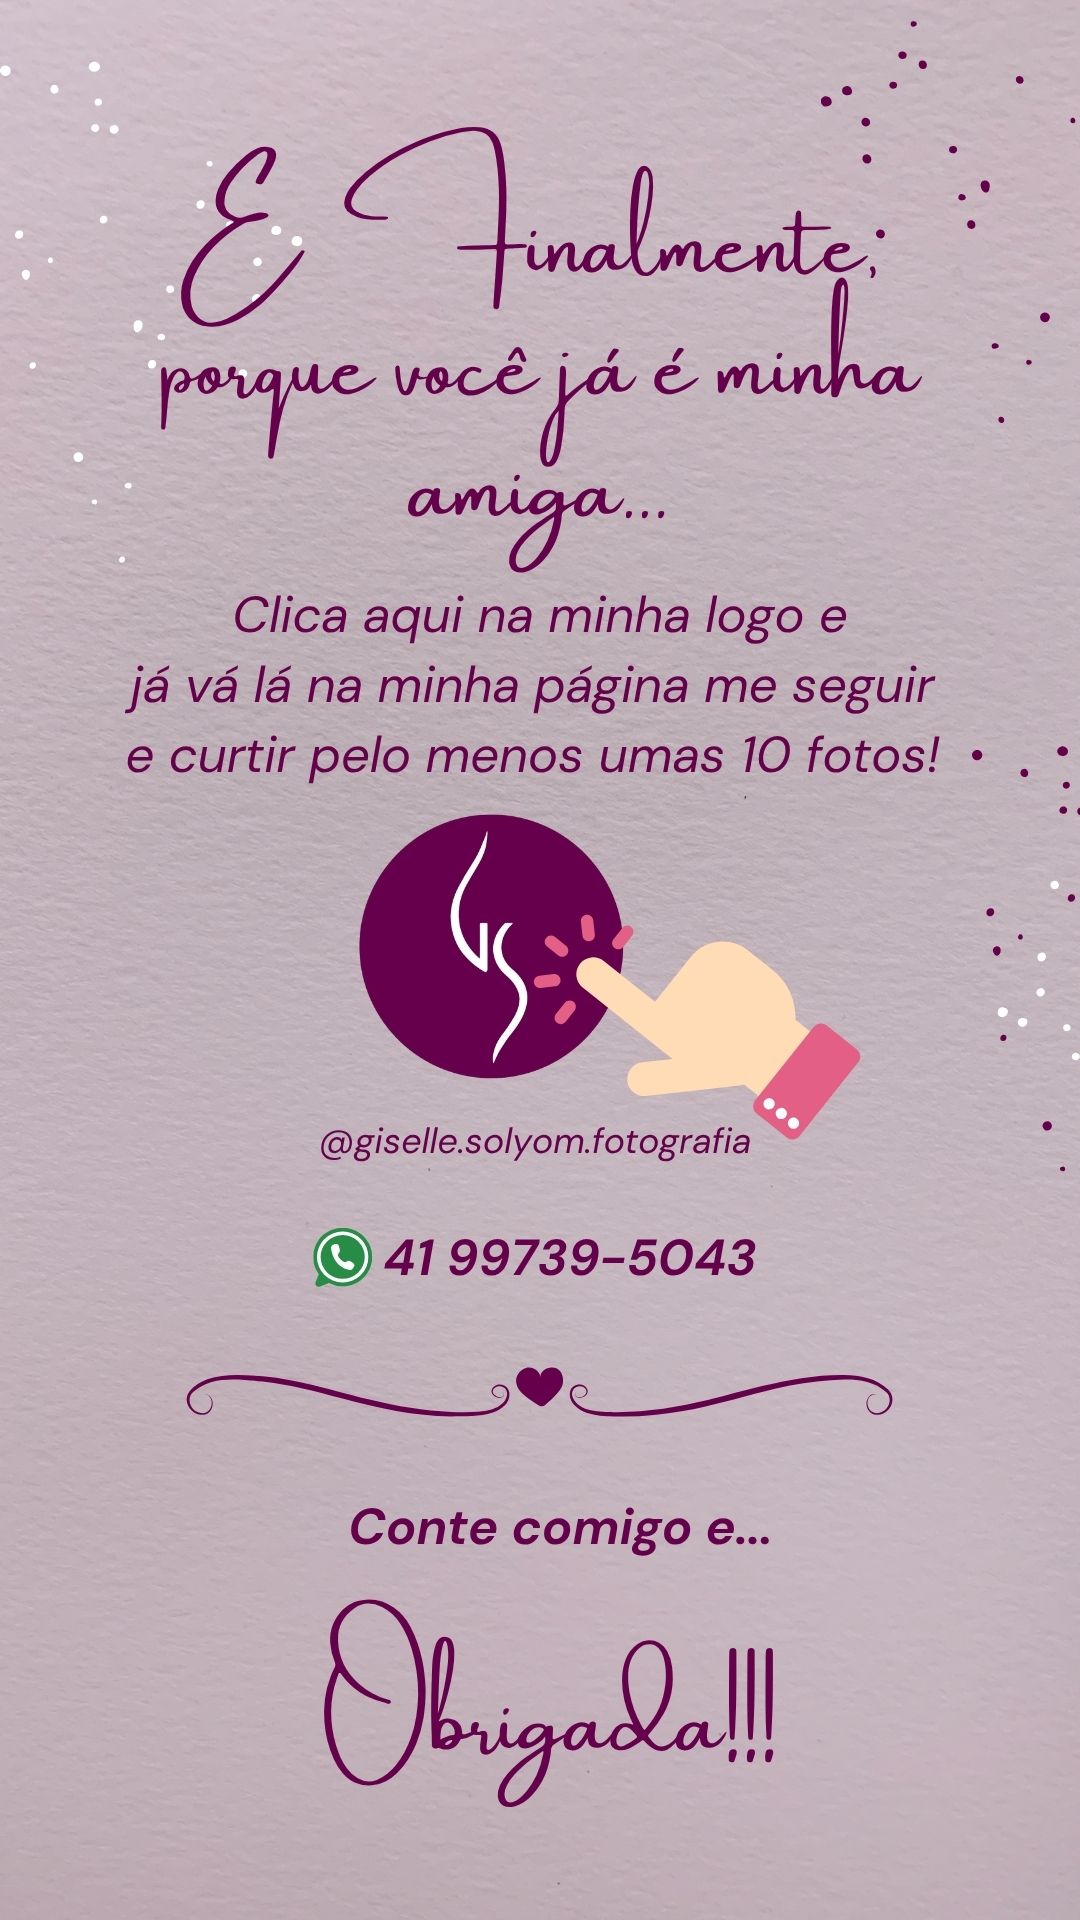 E Finalmente,
porque você já é minha
amiga...
Clica aqui na minha logo e
já vá lá na minha página me seguir
e curtir pelo menos umas 10 fotos!
GS
@giselle.solyom.fotografia
41 99739-5043
Conte comigo e...
Obrigada!!!